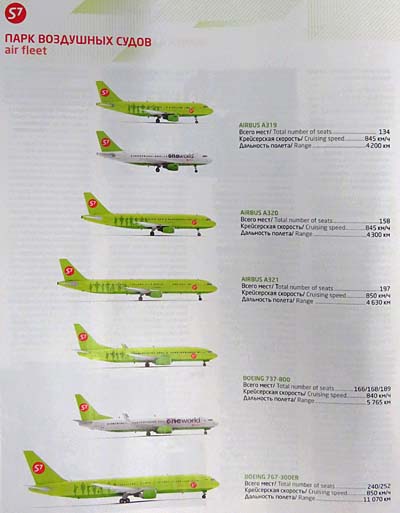 S7
ПАРК ВОЗДУШНЫХ СУДОВ
air fleet
AIRBUS A319
Всего мест/ Total number of seats 134
Крейсерская скорость/ Cruising speed 845 км/ч
Дальность полета/ Range 4200 км
oneworld
AIRBUS A320
Всего мест/ Total number of seats 158
Крейсерская скорость/ Cruising speed 845 км/ч
Дальность полета/ Range 4300 км
S7
AIRBUS A321
Всего мест/ Total number of seats 197
Крейсерская скорость/ Cruising speed 850 км/ч
Дальность полета/ Range 4 630 км
S7
BOEING 737-800
Всего мест/ Total number of seats 166/168/189
Крейсерская скорость/ Cruising speed 840 км/ч
Дальность полета/ Range 5 765 км
S7
oneworld
S7
BOEING 767-300ER
Всего мест/ Total number of seats 240/252
Крейсерская скорость/ Cruising speed 850 км/ч
Дальность полета/ Range 11 070 км